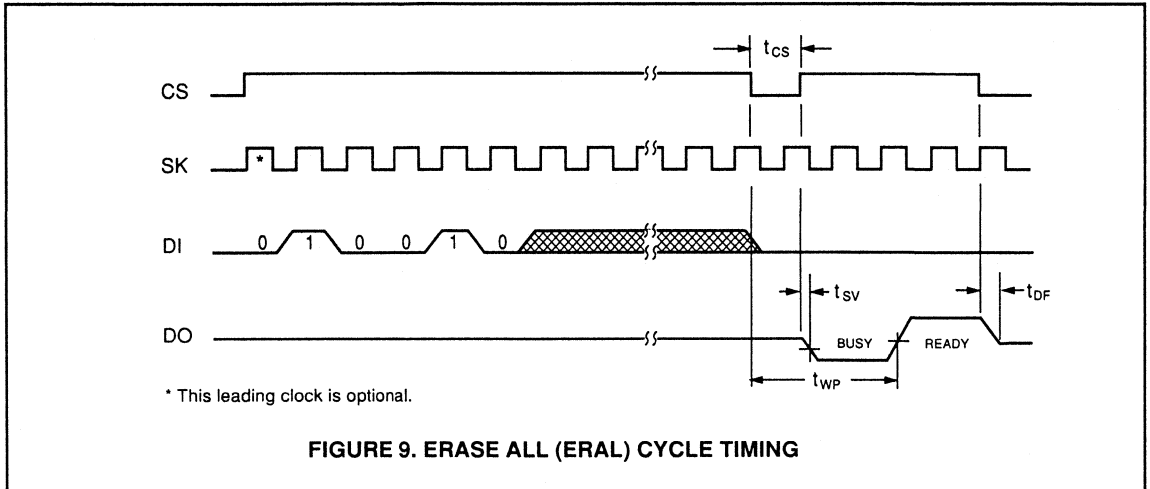 tCS
CS
SK *
DI 0 1 0 0 1 0
tSV
tDF
DO BUSY READY
tWP
* This leading clock is optional.
FIGURE 9. ERASE ALL (ERAL) CYCLE TIMING